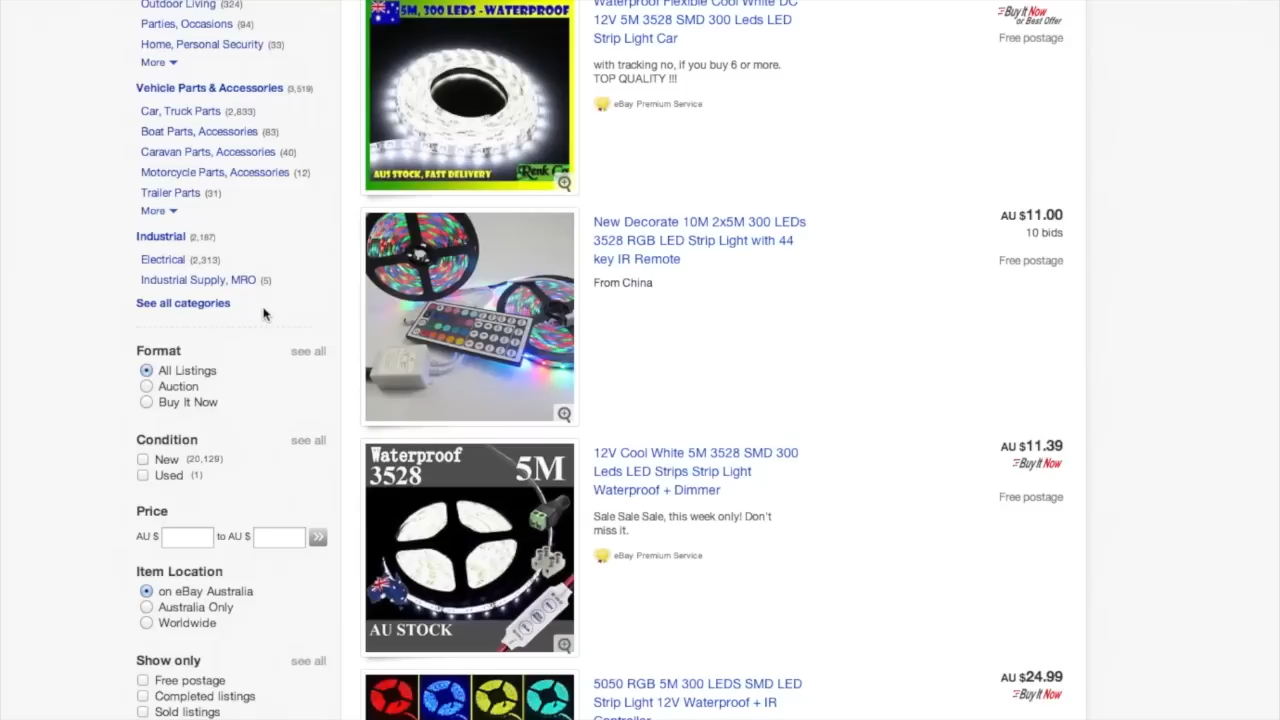 Outdoor Living (324)
Parties, Occasions (94)
Home, Personal Security (33)
More
Vehicle Parts & Accessories (3,519)
Car, Truck Parts (2,833)
Boat Parts, Accessories (83)
Caravan Parts, Accessories (40)
Motorcycle Parts, Accessories (12)
Trailer Parts (31)
More
Industrial (2,187)
Electrical (2,313)
Industrial Supply, MRO (5)
See all categories
Format see all
All Listings
Auction
Buy It Now
Condition see all
New (20,129)
Used (1)
Price
AU $ to AU $
Item Location
on eBay Australia
Australia Only
Worldwide
Show only see all
Free postage
Completed listings
Sold listings
5M, 300 LEDS - WATERPROOF
AUS STOCK, FAST DELIVERY
Waterproof Flexible Cool White DC
12V 5M 3528 SMD 300 Leds LED
Strip Light Car
with tracking no, if you buy 6 or more.
TOP QUALITY !!!
eBay Premium Service
Buy It Now
or Best Offer
Free postage
New Decorate 10M 2x5M 300 LEDs
3528 RGB LED Strip Light with 44
key IR Remote
From China
AU $11.00
10 bids
Free postage
Waterproof
3528
5M
AU STOCK
12V Cool White 5M 3528 SMD 300
Leds LED Strips Strip Light
Waterproof + Dimmer
Sale Sale Sale, this week only! Don't
miss it.
eBay Premium Service
AU $11.39
Buy It Now
Free postage
5050 RGB 5M 300 LEDS SMD LED
Strip Light 12V Waterproof + IR
Controller
AU $24.99
Buy It Now